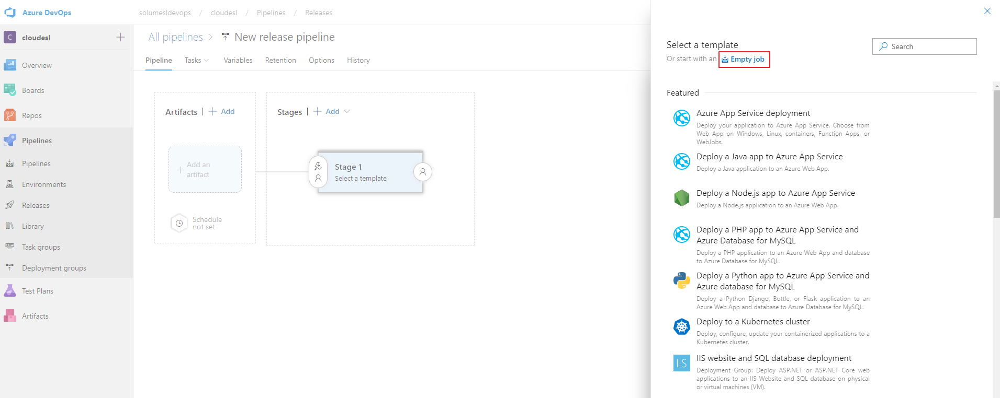 Azure DevOps
solumesldevops / cloudesl / Pipelines / Releases
C cloudesl
Overview
Boards
Repos
Pipelines
Pipelines
Environments
Releases
Library
Task groups
Deployment groups
Test Plans
Artifacts
All pipelines > New release pipeline
Pipeline Tasks Variables Retention Options History
Artifacts | + Add
Add an
artifact
Schedule
not set
Stages | + Add
Stage 1
Select a template
Select a template
Or start with an Empty job
Search
Featured
Azure App Service deployment
Deploy your application to Azure App Service. Choose from
Web App on Windows, Linux, containers, Function Apps, or
WebJobs.
Deploy a Java app to Azure App Service
Deploy a Java application to an Azure Web App.
Deploy a Node.js app to Azure App Service
Deploy a Node.js application to an Azure Web App.
Deploy a PHP app to Azure App Service and
Azure Database for MySQL
Deploy a PHP application to an Azure Web App and database
to Azure Database for MySQL.
Deploy a Python app to Azure App Service and
Azure database for MySQL
Deploy a Python Django, Bottle, or Flask application to an
Azure Web App and database to Azure Database for MySQL.
Deploy to a Kubernetes cluster
Deploy, configure, update your containerized applications to a
Kubernetes cluster.
IIS
IIS website and SQL database deployment
Deployment Group: Deploy ASP.NET or ASP.NET Core web
applications to an IIS Website and SQL database on physical
or virtual machines (VM).